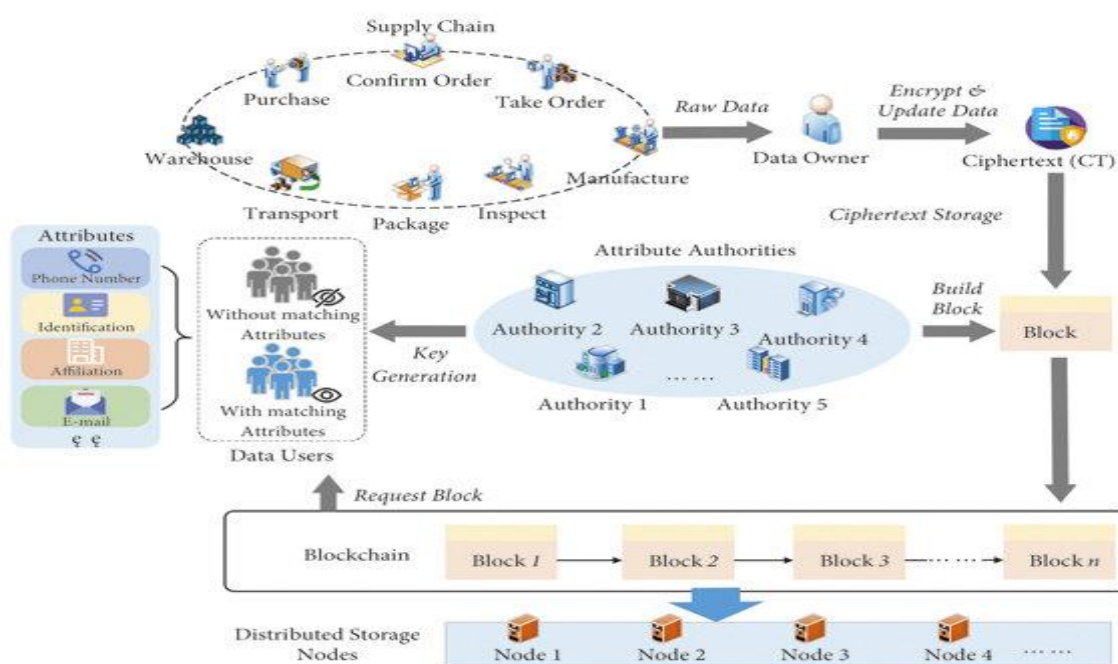 Supply Chain
Confirm Order
Purchase
Take Order
Warehouse
Manufacture
Transport
Package
Inspect
Raw Data
Data Owner
Encrypt &
Update Data
Ciphertext (CT)
Ciphertext Storage
Attributes
Phone Number
Identification
Affiliation
E-mail
Without matching
Attributes
With matching
Attributes
Data Users
Key
Generation
Attribute Authorities
Authority 2
Authority 3
Authority 4
Authority 1
... ...
Authority 5
Build
Block
Block
Request Block
Blockchain
Block 1
Block 2
Block 3
... ...
Block n
Distributed Storage
Nodes
Node 1
Node 2
Node 3
Node 4
... ...